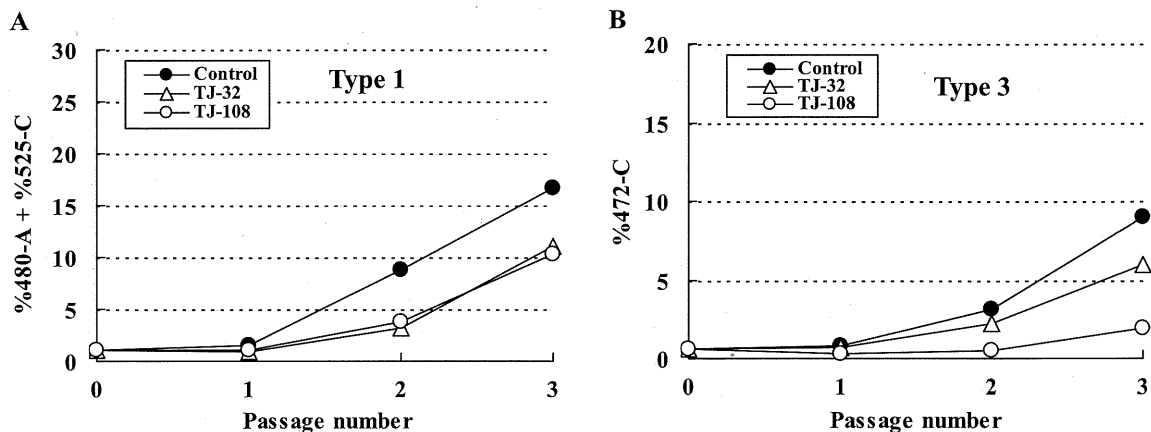 A
30
25
20
15
10
5
0
%480-A + %525-C
Control
TJ-32
TJ-108
Type 1
0 1 2 3
Passage number
B
20
15
10
5
0
%472-C
Control
TJ-32
TJ-108
Type 3
0 1 2 3
Passage number